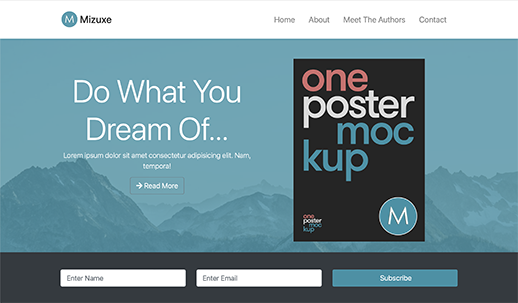 M Mizuxe
Home About Meet The Authors Contact
Do What You
Dream Of...
Lorem ipsum dolor sit amet consectetur adipisicing elit. Nam,
tempora!
→ Read More
one
poster
moc
kup
one
poster
moc
kup
M
Enter Name
Enter Email
Subscribe